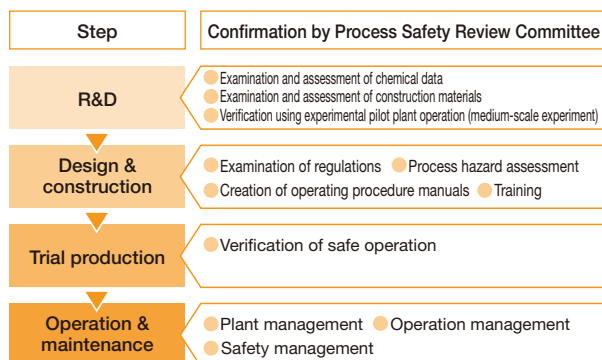 Step
Confirmation by Process Safety Review Committee
R&D
Examination and assessment of chemical data
Examination and assessment of construction materials
Verification using experimental pilot plant operation (medium-scale experiment)
Design &
construction
Examination of regulations Process hazard assessment
Creation of operating procedure manuals Training
Trial production
Verification of safe operation
Operation &
maintenance
Plant management Operation management
Safety management